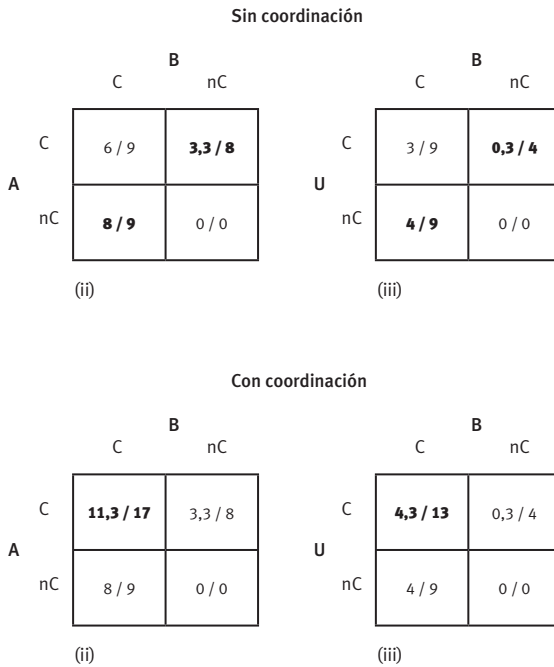 Sin coordinación
B B
C nC C nC
C 6 / 9 3,3 / 8 C 3 / 9 0,3 / 4
A U
nC 8 / 9 0 / 0 nC 4 / 9 0 / 0
(ii) (iii)
Con coordinación
B B
C nC C nC
C 11,3 / 17 3,3 / 8 C 4,3 / 13 0,3 / 4
A U
nC 8 / 9 0 / 0 nC 4 / 9 0 / 0
(ii) (iii)